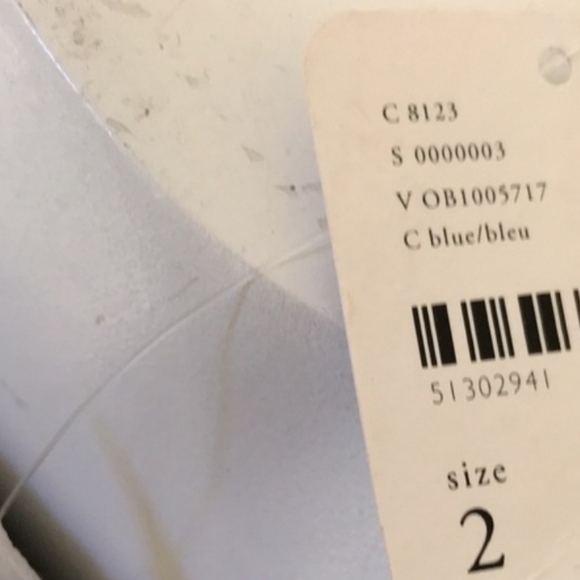 C 8123
S 0000003
V OB1005717
C blue/bleu
51302941
size
2